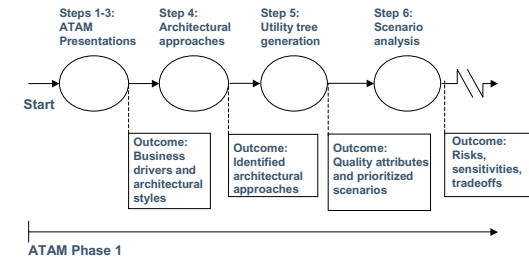 Steps 1-3:
ATAM
Presentations
Step 4:
Architectural
approaches
Step 5:
Utility tree
generation
Step 6:
Scenario
analysis
Start
Outcome:
Business
drivers and
architectural
styles
Outcome:
Identified
architectural
approaches
Outcome:
Quality attributes
and prioritized
scenarios
Outcome:
Risks,
sensitivities,
tradeoffs
ATAM Phase 1